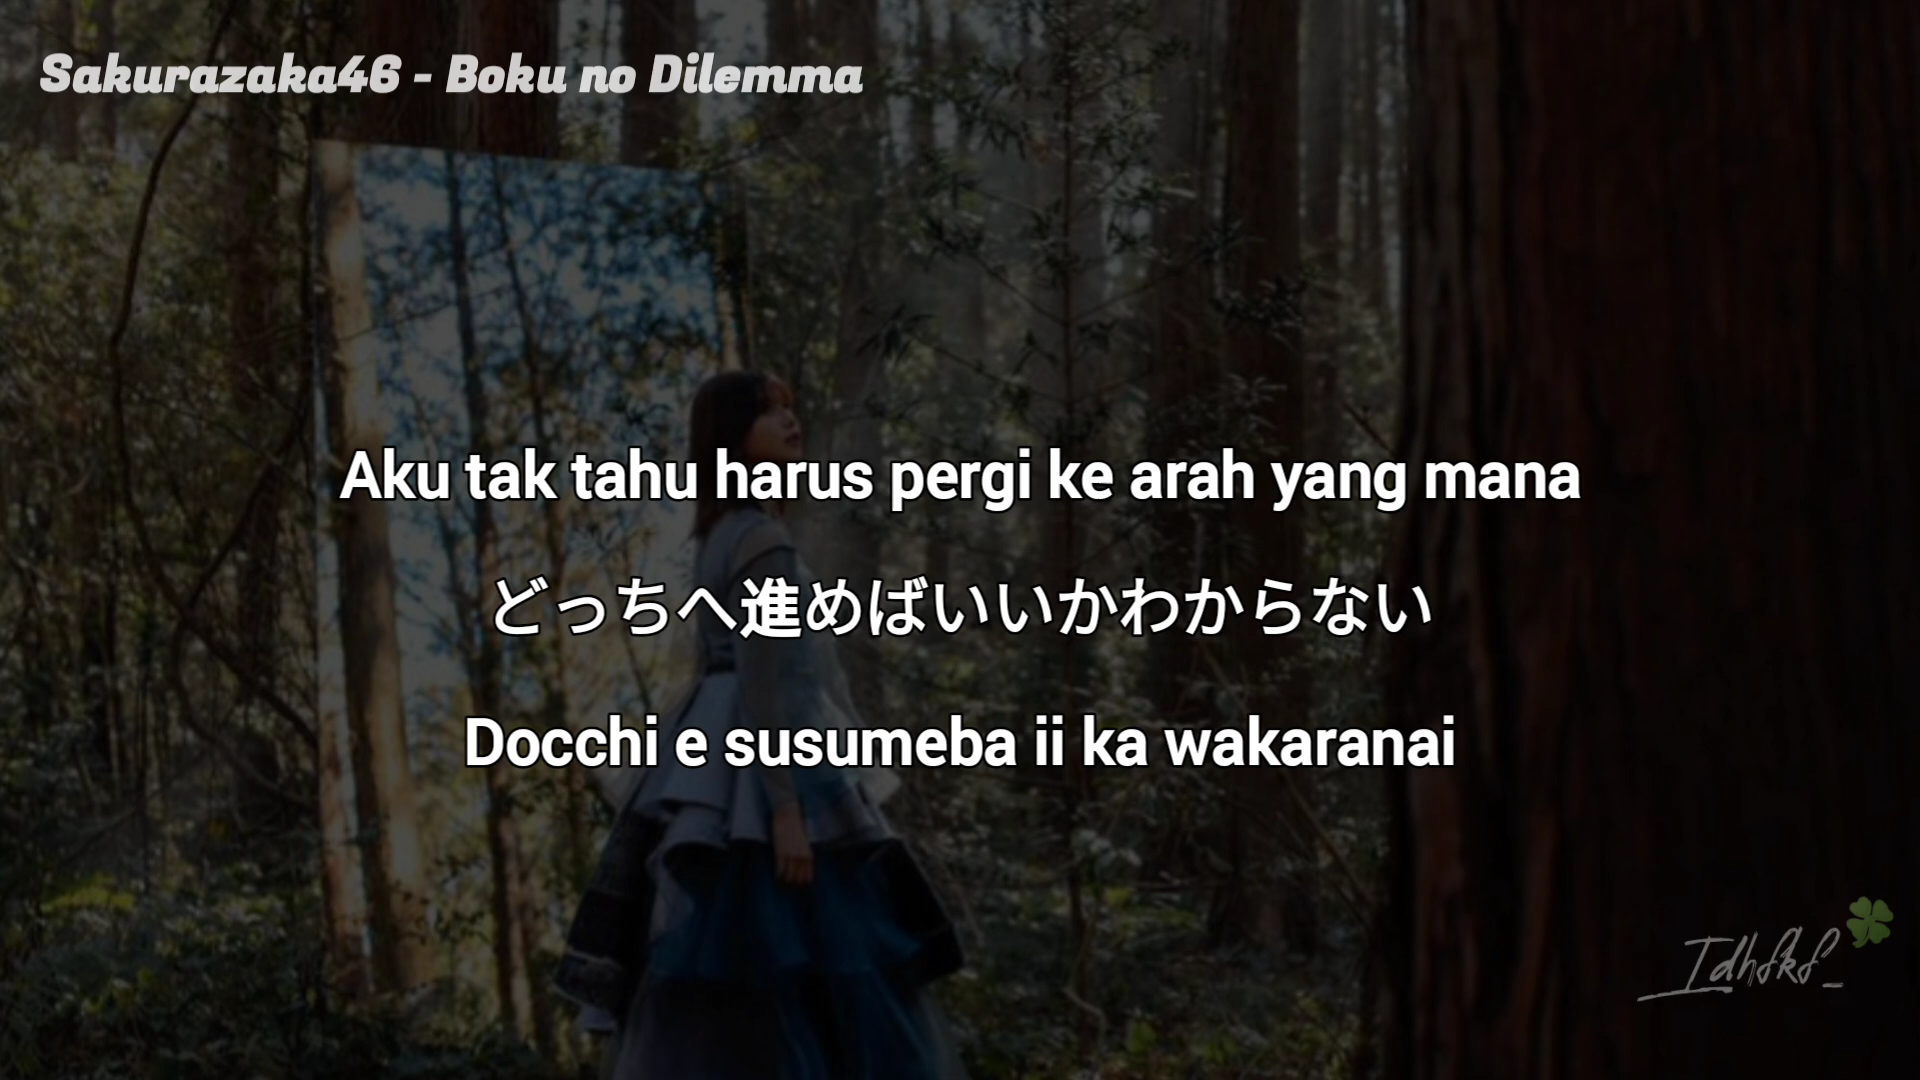 Sakurazaka46 - Boku no Dilemma
Aku tak tahu harus pergi ke arah yang mana
どっちへ進めばいいかわからない
Docchi e susumeba ii ka wakaranai